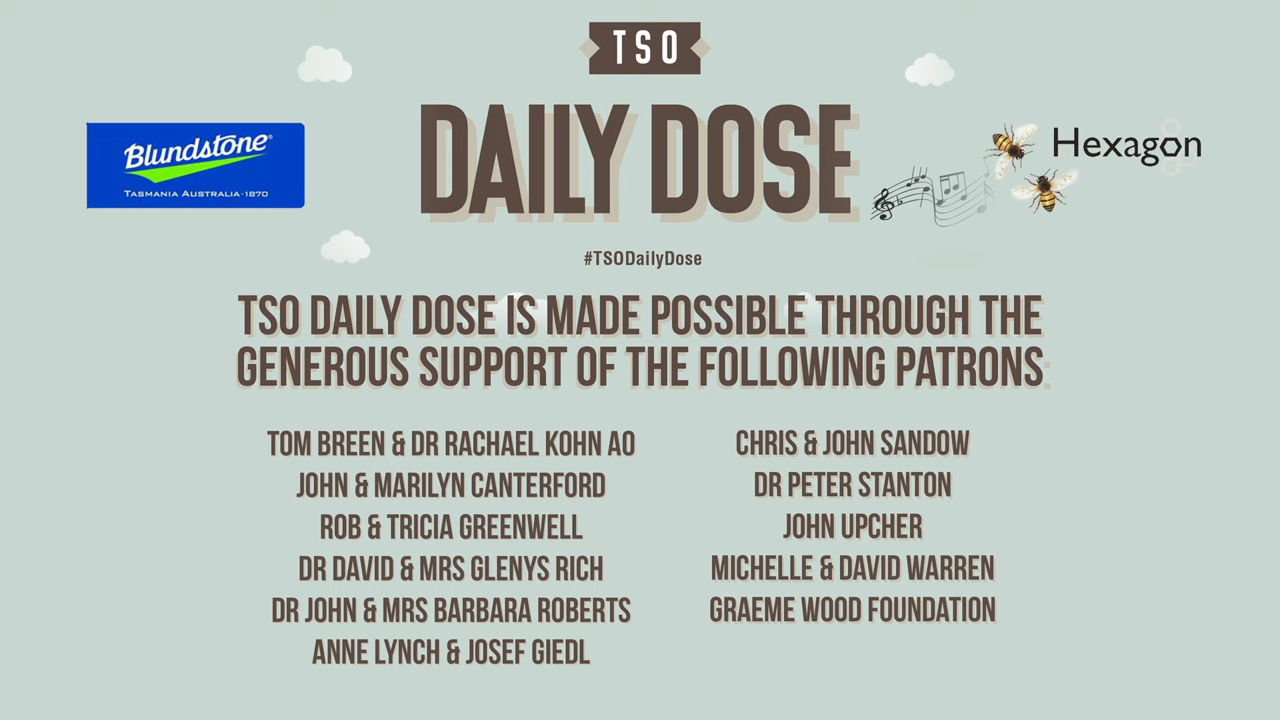 TSO
DAILY DOSE
Blundstone®
TASMANIA AUSTRALIA·1870
Hexagon
#TSODailyDose
TSO DAILY DOSE IS MADE POSSIBLE THROUGH THE
GENEROUS SUPPORT OF THE FOLLOWING PATRONS:
TOM BREEN & DR RACHAEL KOHN AO
JOHN & MARILYN CANTERFORD
ROB & TRICIA GREENWELL
DR DAVID & MRS GLENYS RICH
DR JOHN & MRS BARBARA ROBERTS
ANNE LYNCH & JOSEF GIEDL
CHRIS & JOHN SANDOW
DR PETER STANTON
JOHN UPCHER
MICHELLE & DAVID WARREN
GRAEME WOOD FOUNDATION